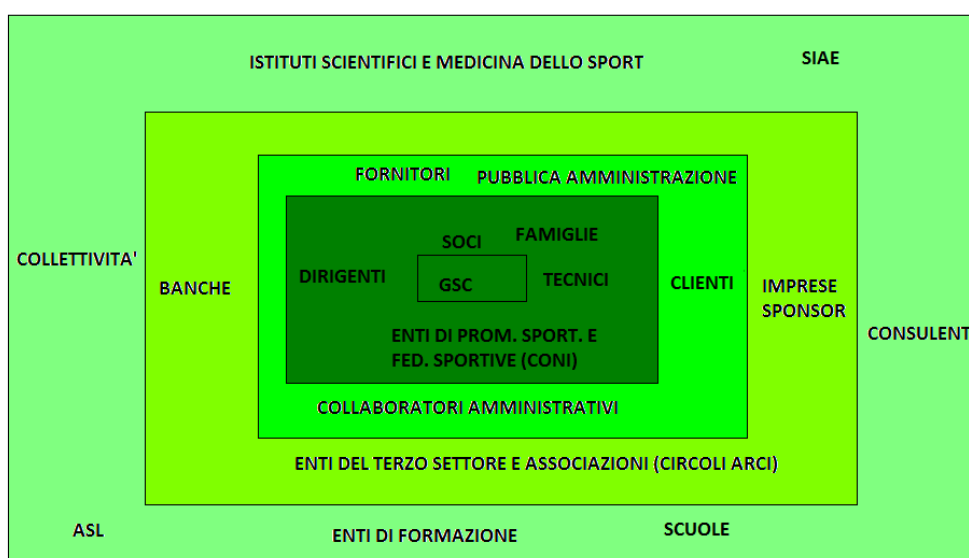 ISTITUTI SCIENTIFICI E MEDICINA DELLO SPORT
SIAE
FORNITORI
PUBBLICA AMMINISTRAZIONE
SOCI
FAMIGLIE
COLLETTIVITA'
DIRIGENTI
GSC
TECNICI
CLIENTI
BANCHE
IMPRESE
SPONSOR
ENTI DI PROM. SPORT. E
FED. SPORTIVE (CONI)
CONSULENT
COLLABORATORI AMMINISTRATIVI
ENTI DEL TERZO SETTORE E ASSOCIAZIONI (CIRCOLI ARCI)
ASL
ENTI DI FORMAZIONE
SCUOLE